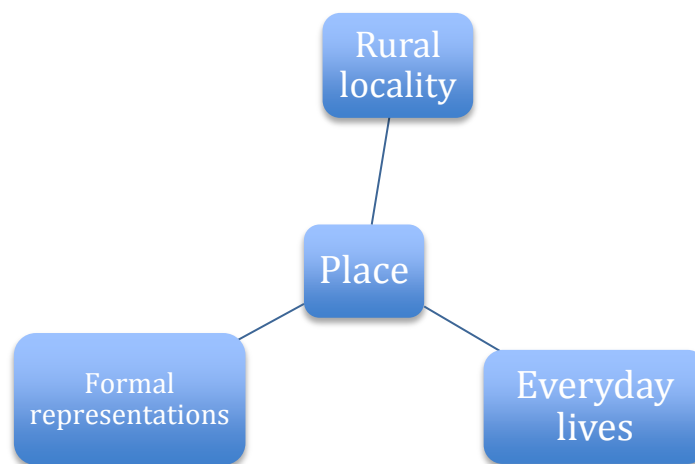 Rural
locality
Place
Formal
representations
Everyday
lives